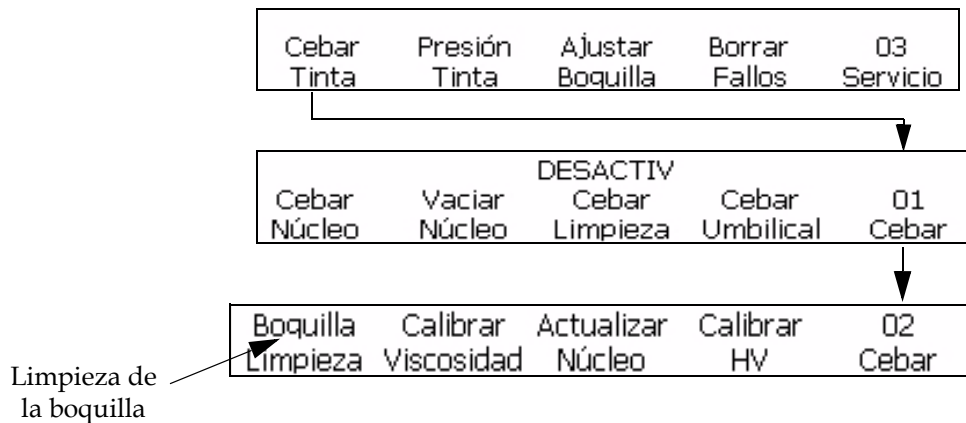 Cebar Presión Ajustar Borrar 03
Tinta Tinta Boquilla Fallos Servicio
DESACTIV
Cebar Vaciar Cebar Cebar 01
Núcleo Núcleo Limpieza Umbilical Cebar
Boquilla Calibrar Actualizar Calibrar 02
Limpieza Viscosidad Núcleo HV Cebar
Limpieza de
la boquilla